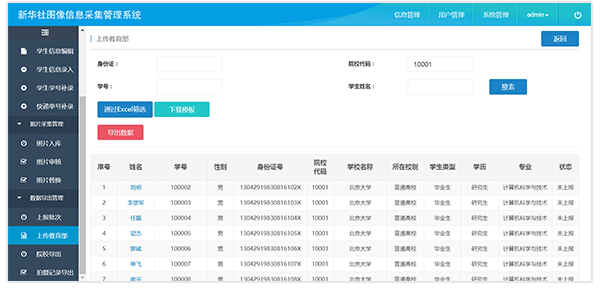 新华社图像信息采集管理系统 信息管理 用户管理 系统管理 admin
学生信息编辑
学生信息录入
学生学号补录
快递单号补录
照片采集管理
照片入库
照片审核
照片替换
数据导出管理
上报批次
上传教育部
院校导出
拍摄记录导出
上传教育部 返回
身份证： 院校代码： 10001
学号： 学生姓名： 搜索
通过Excel筛选 下载模板
导出数据
序号 姓名 学号 性别 身份证号 院校代码 学校名称 所在校别 学生类型 学历 专业 状态
1 刘明 100002 男 13042919830816102X 10001 北京大学 普通高校 毕业生 研究生 计算机科学与技术 未上报
2 李彦军 100003 男 13042919830816103X 10001 北京大学 普通高校 毕业生 研究生 计算机科学与技术 未上报
3 任磊 100004 男 13042919830816104X 10001 北京大学 普通高校 毕业生 研究生 计算机科学与技术 未上报
4 梁杰 100005 男 13042919830816105X 10001 北京大学 普通高校 毕业生 研究生 计算机科学与技术 未上报
5 郭斌 100006 男 13042919830816106X 10001 北京大学 普通高校 毕业生 研究生 计算机科学与技术 未上报
6 单飞 100007 男 13042919830816107X 10001 北京大学 普通高校 毕业生 研究生 计算机科学与技术 未上报
7 100008 男 13042919830816108X 10001 北京大学 普通高校 毕业生 研究生 计算机科学与技术 未上报